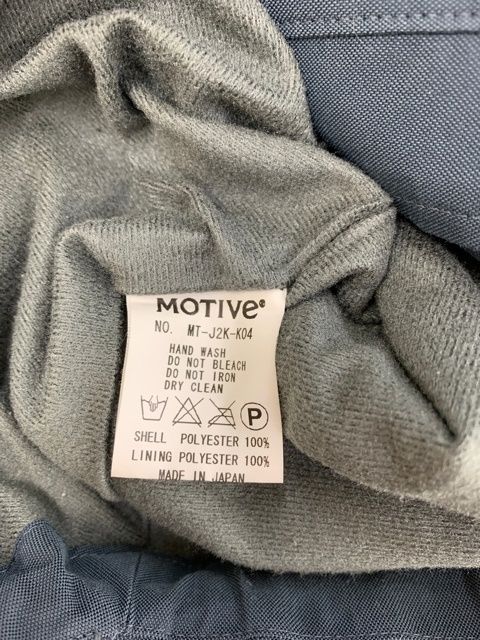 MOTIVE®
NO. MT-J2K-K04
HAND WASH
DO NOT BLEACH
DO NOT IRON
DRY CLEAN
P
SHELL POLYESTER 100%
LINING POLYESTER 100%
MADE IN JAPAN